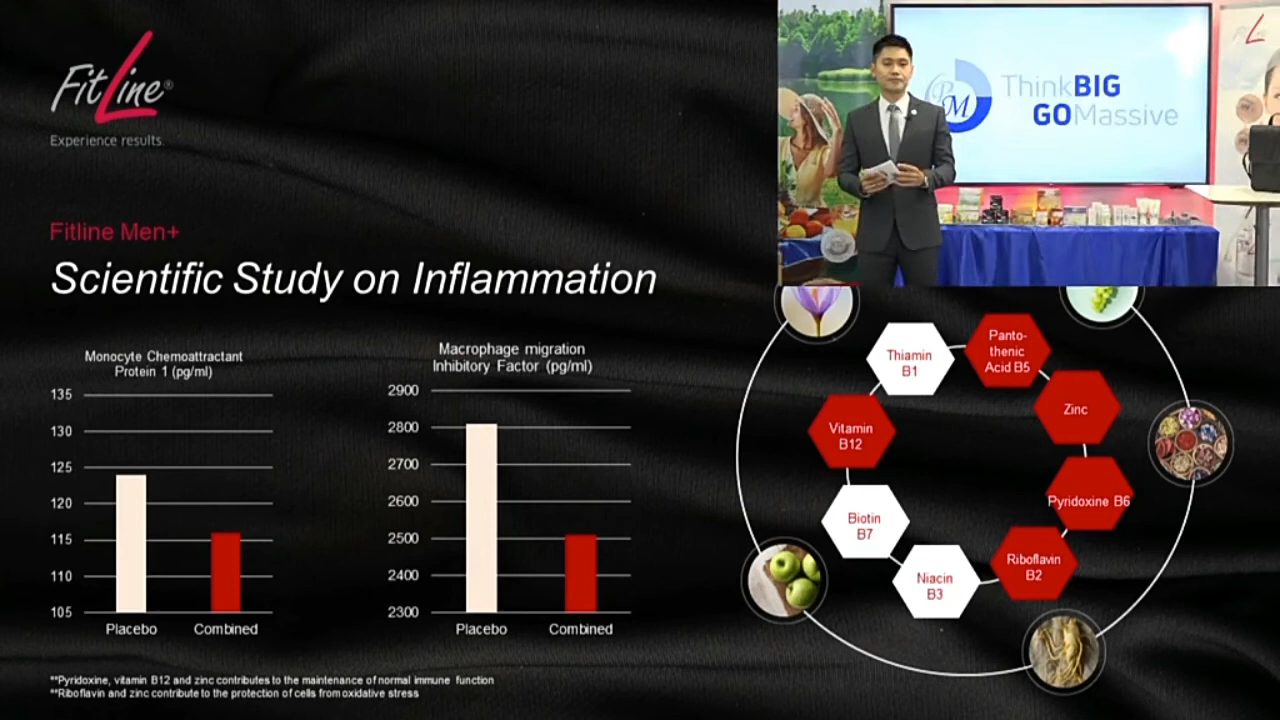 FitLine®
Experience results.
Fitline Men+
Scientific Study on Inflammation
Monocyte Chemoattractant
Protein 1 (pg/ml)
135
130
125
120
115
110
105
Placebo
Combined
Macrophage migration
Inhibitory Factor (pg/ml)
2900
2800
2700
2600
2500
2400
2300
Placebo
Combined
PM
ThinkBIG
GOMassive
Thiamin
B1
Panto-
thenic
Acid B5
Zinc
Pyridoxine B6
Riboflavin
B2
Niacin
B3
Biotin
B7
Vitamin
B12
**Pyridoxine, vitamin B12 and zinc contributes to the maintenance of normal immune function
**Riboflavin and zinc contribute to the protection of cells from oxidative stress